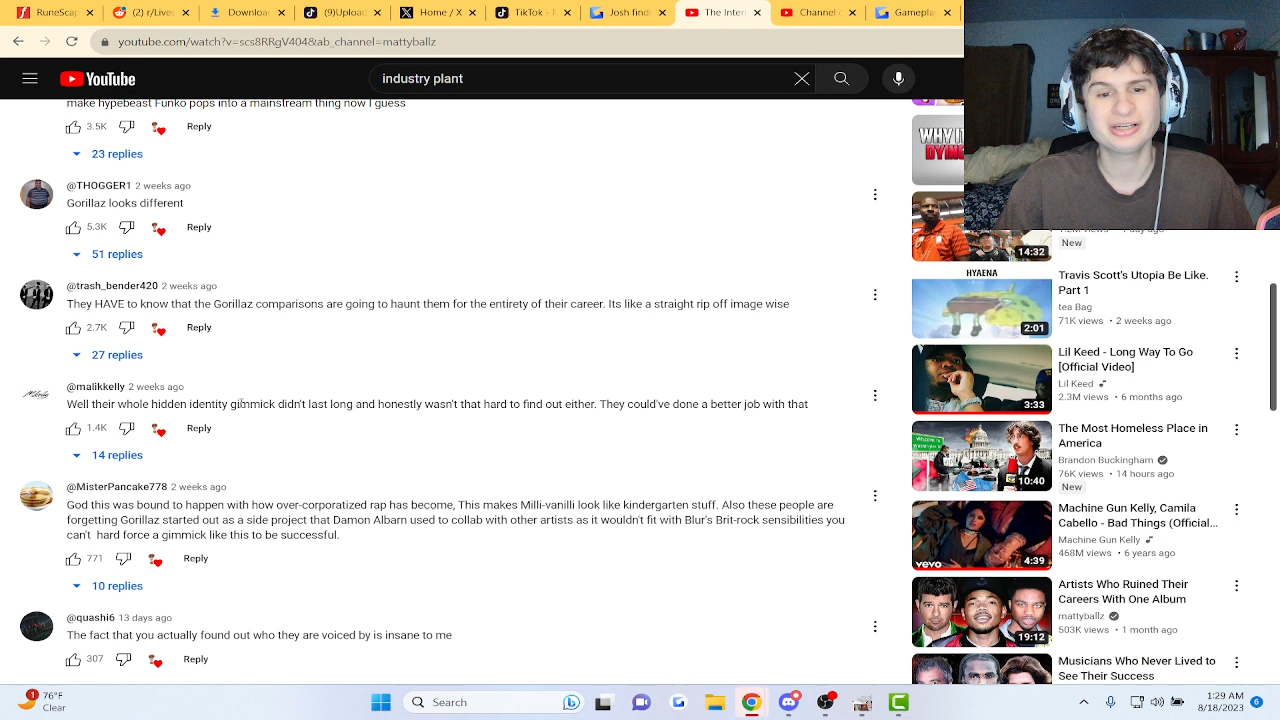 Downloa
(9)Uploa
Home / X
TikTok -
Josh find
The Inter
Channel
Gamepla
youtube.com/watch?v=scs8RRgV4048&ab_channel=mattyballz
YouTube
industry plant
make hypebeast Funko pops into a mainstream thing now I guess
3.5K Reply
23 replies
@THOGGER1 2 weeks ago
Gorillaz looks different
5.3K Reply
51 replies
@trash_bender420 2 weeks ago
They HAVE to know that the Gorillaz comparisons are going to haunt them for the entirety of their career. Its like a straight rip off image wise
2.7K Reply
27 replies
@malikkelly 2 weeks ago
Well their whole hidden identity gimmick didn't last long. Honestly wasn't that hard to find out either. They could've done a better job with that
1.4K Reply
14 replies
@MisterPancake778 2 weeks ago
God this was bound to happen with how over-corporatized rap has become, This makes Milli-vanilli look like kindergarten stuff. Also these people are
forgetting Gorillaz started out as a side project that Damon Albarn used to collab with other artists as it wouldn't fit with Blur's Brit-rock sensibilities you
can't hard force a gimmick like this to be successful.
771 Reply
10 replies
@quashi6 13 days ago
The fact that you actually found out who they are voiced by is insane to me
307 Reply
WHY IT
DYING
14:32
New
HYAENA
2:01
Travis Scott's Utopia Be Like.
Part 1
tea Bag
71K views • 2 weeks ago
3:33
Lil Keed - Long Way To Go
[Official Video]
Lil Keed
2.3M views • 6 months ago
Welcome to
Washington
10:40
The Most Homeless Place in
America
Brandon Buckingham
76K views • 14 hours ago
New
vevo
4:39
Machine Gun Kelly, Camila
Cabello - Bad Things (Official...
Machine Gun Kelly
468M views • 6 years ago
19:12
Artists Who Ruined Their
Careers With One Album
mattyballz
503K views • 1 month ago
Musicians Who Never Lived to
See Their Success
1
76°F
Clear
Search
1:29 AM
8/18/2023
6